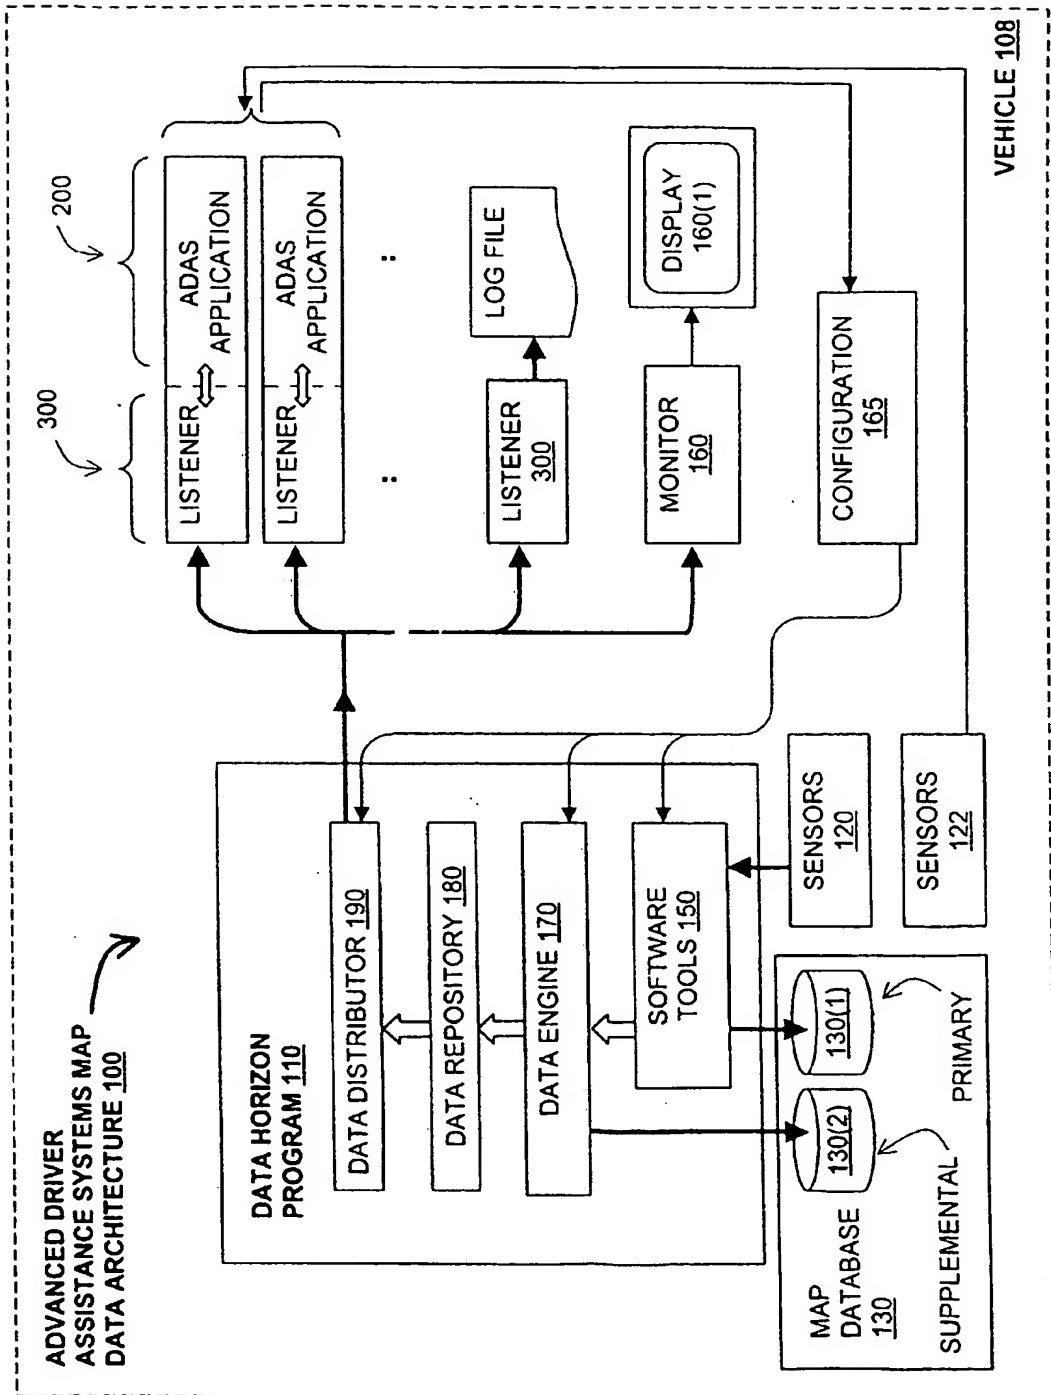 ADVANCED DRIVER
ASSISTANCE SYSTEMS MAP
DATA ARCHITECTURE 100
DATA HORIZON
PROGRAM 110
DATA DISTRIBUTOR 190
DATA REPOSITORY 180
DATA ENGINE 170
SOFTWARE
TOOLS 150
MAP
DATABASE
130
130(2)
130(1)
SUPPLEMENTAL
PRIMARY
SENSORS
120
SENSORS
122
300
200
LISTENER
ADAS
APPLICATION
LISTENER
ADAS
APPLICATION
LISTENER
300
LOG FILE
MONITOR
160
DISPLAY
160(1)
CONFIGURATION
165
VEHICLE 108